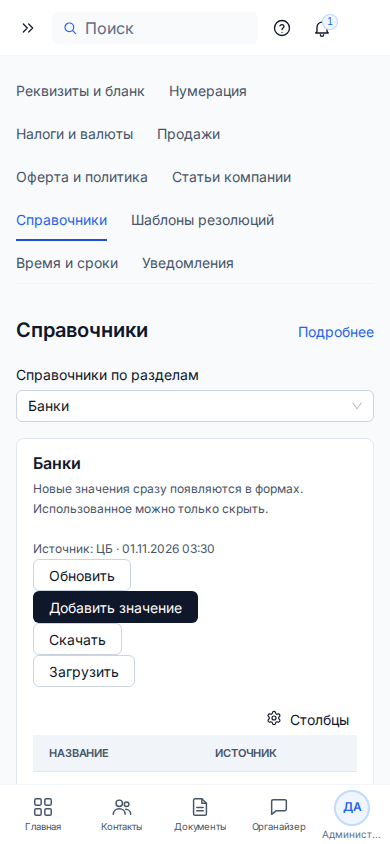 Поиск
1
Реквизиты и бланк Нумерация
Налоги и валюты Продажи
Оферта и политика Статьи компании
Справочники Шаблоны резолюций
Время и сроки Уведомления
Справочники Подробнее
Справочники по разделам
Банки
Банки
Новые значения сразу появляются в формах.
Использованное можно только скрыть.
Источник: ЦБ · 01.11.2026 03:30
Обновить
Добавить значение
Скачать
Загрузить
Столбцы
НАЗВАНИЕ ИСТОЧНИК
ДА
Главная Контакты Документы Органайзер Админист...